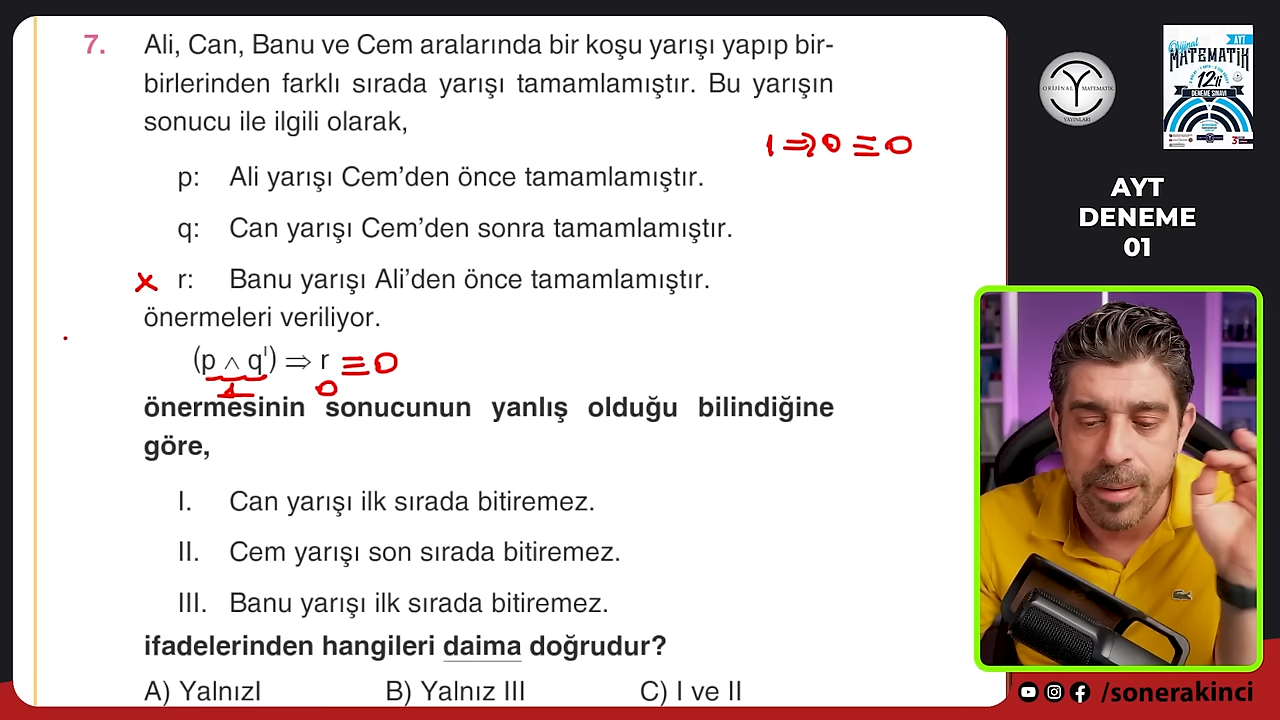 7. Ali, Can, Banu ve Cem aralarında bir koşu yarışı yapıp bir-
birlerinden farklı sırada yarışı tamamlamıştır. Bu yarışın
sonucu ile ilgili olarak,
1 ⇒ 0 ≡ 0
p: Ali yarışı Cem’den önce tamamlamıştır.
q: Can yarışı Cem’den sonra tamamlamıştır.
x r: Banu yarışı Ali’den önce tamamlamıştır.
önermeleri veriliyor.
(p ∧ q') ⇒ r ≡ 0
1 0
önermesinin sonucunun yanlış olduğu bilindiğine
göre,
I. Can yarışı ilk sırada bitiremez.
II. Cem yarışı son sırada bitiremez.
III. Banu yarışı ilk sırada bitiremez.
ifadelerinden hangileri daima doğrudur?
A) YalnızI B) Yalnız III C) I ve II
ORİJİNAL MATEMATİK
YAYINLARI
Orijinal
AYT
MATEMATİK
12'li
DENEME SINAVI
AYT
DENEME
01
/sonerakinci